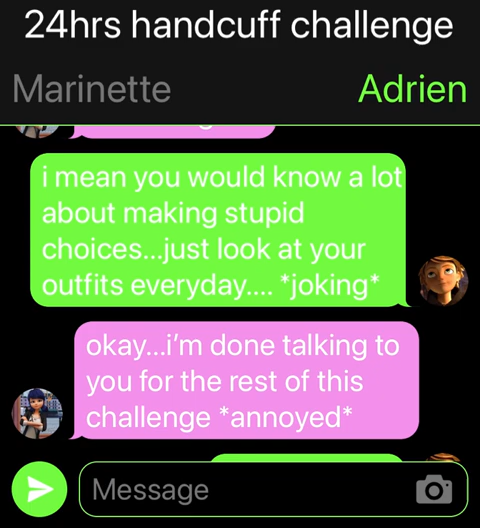 24hrs handcuff challenge
Marinette Adrien
i mean you would know a lot
about making stupid
choices...just look at your
outfits everyday.... *joking*
okay...i'm done talking to
you for the rest of this
challenge *annoyed*
Message